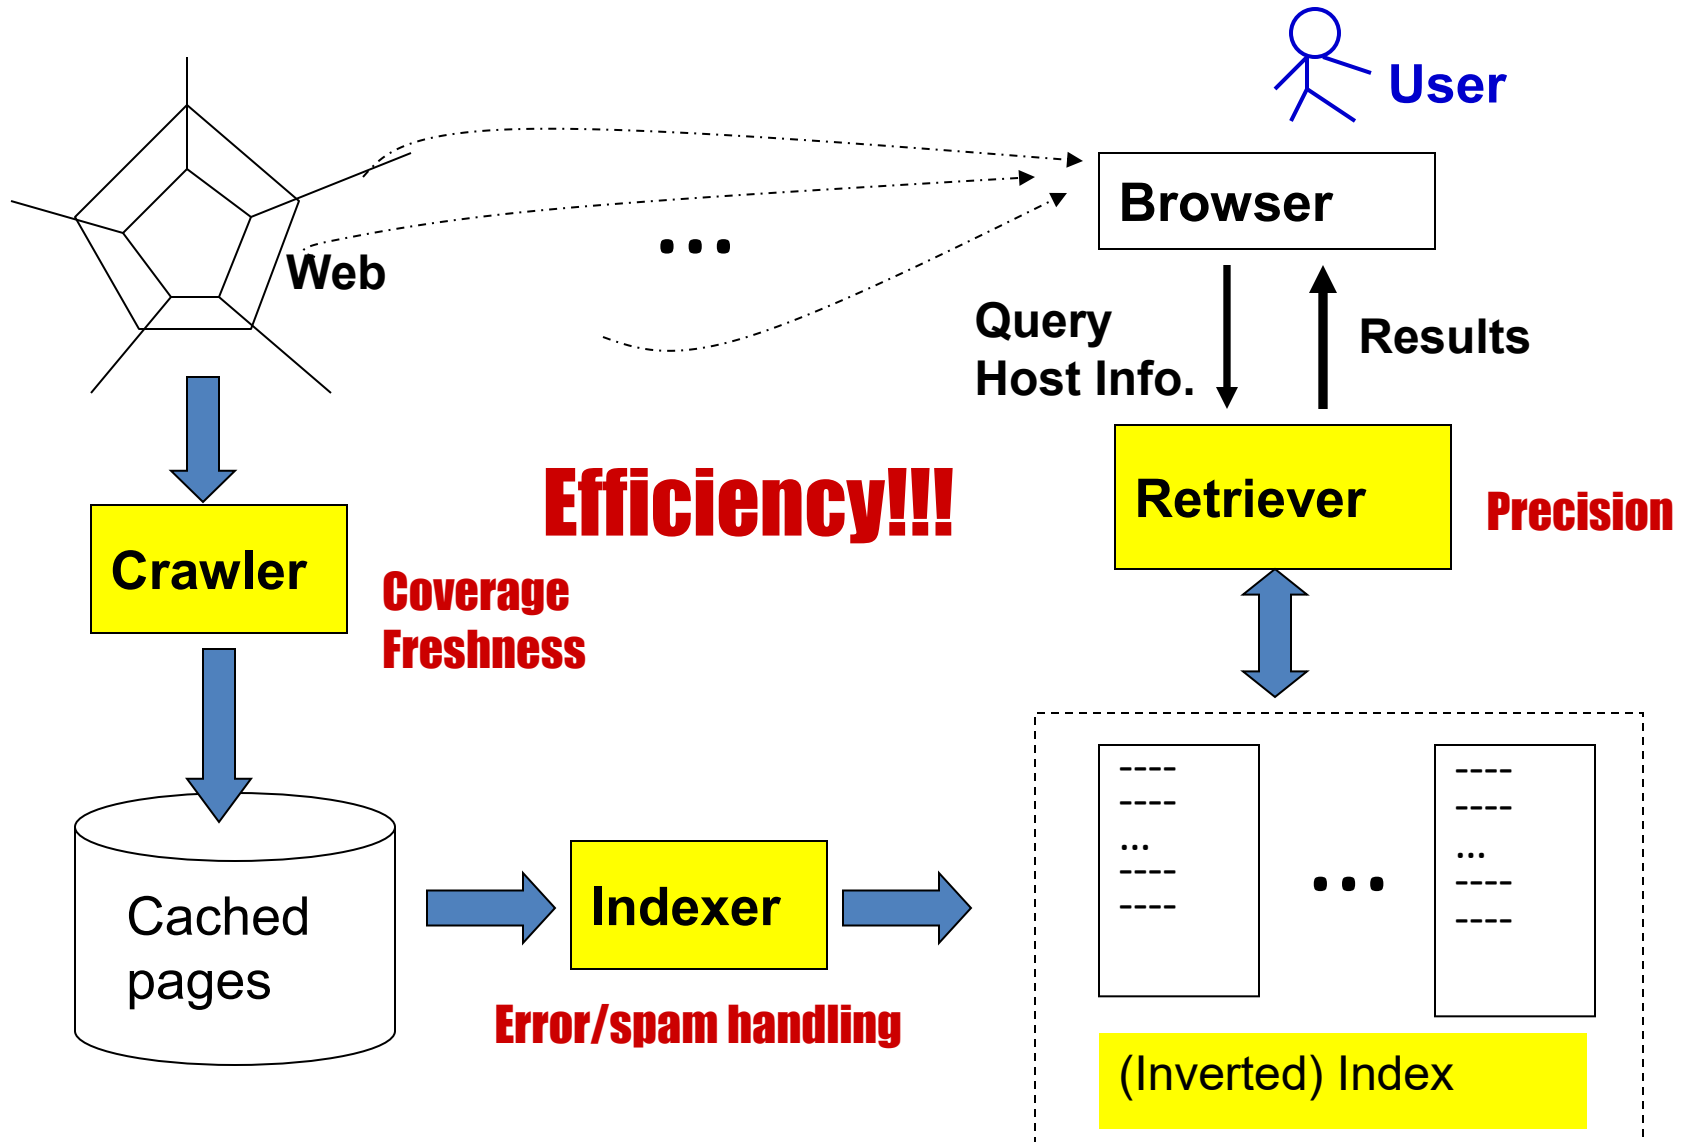 User
Browser
Web
...
Query
Host Info.
Results
Efficiency!!!
Retriever
Precision
Crawler
Coverage
Freshness
----
----
...
----
----
...
----
----
...
----
----
Cached
pages
Indexer
Error/spam handling
(Inverted) Index